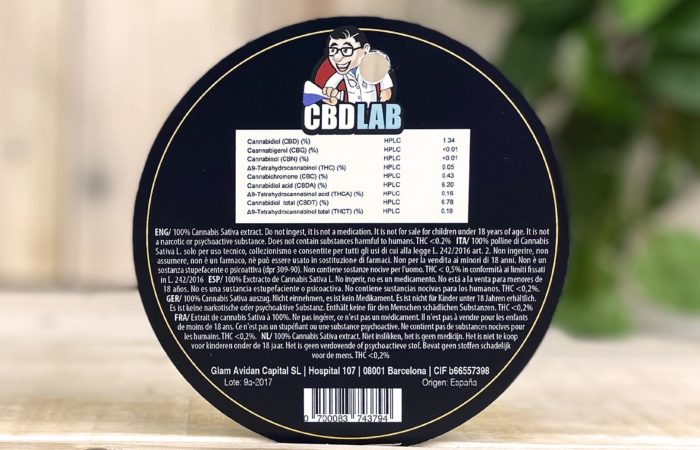 CBDLAB
Cannabidiol (CBD) (%) HPLC 1.34
Caannabigerol (CBG) (%) HPLC <0.01
Cannabinol (CBN) (%) HPLC <0.01
Δ9-Tetrahydrocannabinol (THC) (%) HPLC 0.05
Cannabichromene (CBC) (%) HPLC 0.43
Cannabidiol acid (CBDA) (%) HPLC 6.20
Δ9-Tetrahydrocannabinol acid (THCA) (%) HPLC 0.16
Cannabidiol total (CBDT) (%) HPLC 6.78
Δ9-Tetrahydrocannabinol total (THCT) (%) HPLC 0.19
ENG/ 100% Cannabis Sativa extract. Do not ingest, it is not a medication. It is not for sale for children under 18 years of age. It is not
a narcotic or psychoactive substance. Does not contain substances harmful to humans. THC <0.2% ITA/ 100% polline di Cannabis
Sativa L. solo per uso tecnico, collezionismo e consentite per tutti gli usi di cui alla legge L. 242/2016 art. 2. Non ingerire, non
assumere, non è un farmaco, né può essere usato in sostituzione di farmaci. Non per la vendita ai minori di 18 anni. Non è un
sostanza stupefacente o psicoattiva (dpr 309-90). Non contiene sostanze nocive per l'uomo. THC < 0,5% in conformità ai limiti fissati
in L. 242/2016 ESP/ 100% Exctracto de Cannabis Sativa L. No ingerir, no es un medicamento. No está a la venta para menores de
18 años. No es una sustancia estupefaciente o psicoactiva. No contiene sustancias nocivas para los humanos. THC <0,2%.
GER/ 100% Cannabis Sativa auszug. Nicht einnehmen, es ist kein Medikament. Es ist nicht für Kinder unter 18 Jahren erhältlich.
Es ist keine narkotische oder psychoaktive Substanz. Enthält keine für den Menschen schädlichen Substanzen. THC <0,2%
FRA/ Extrait de cannabis Sativa à 100%. Ne pas ingérer, ce n'est pas un médicament. Il n'est pas à vendre pour les enfants
de moins de 18 ans. Ce n'est pas un stupéfiant ou une substance psychoactive. Ne contient pas de substances nocives pour
les humains. THC <0,2%. NL/ 100% Cannabis Sativa extract. Niet inslikken, het is geen medicijn. Het is niet te koop
voor kinderen onder de 18 jaar. Het is geen verdovende of psychoactieve stof. Bevat geen stoffen schadelijk
voor de mens. THC <0,2%
Glam Avidan Capital SL | Hospital 107 | 08001 Barcelona | CIF b66557398
Lote: 9a-2017 Origen: España
0 700083 743794